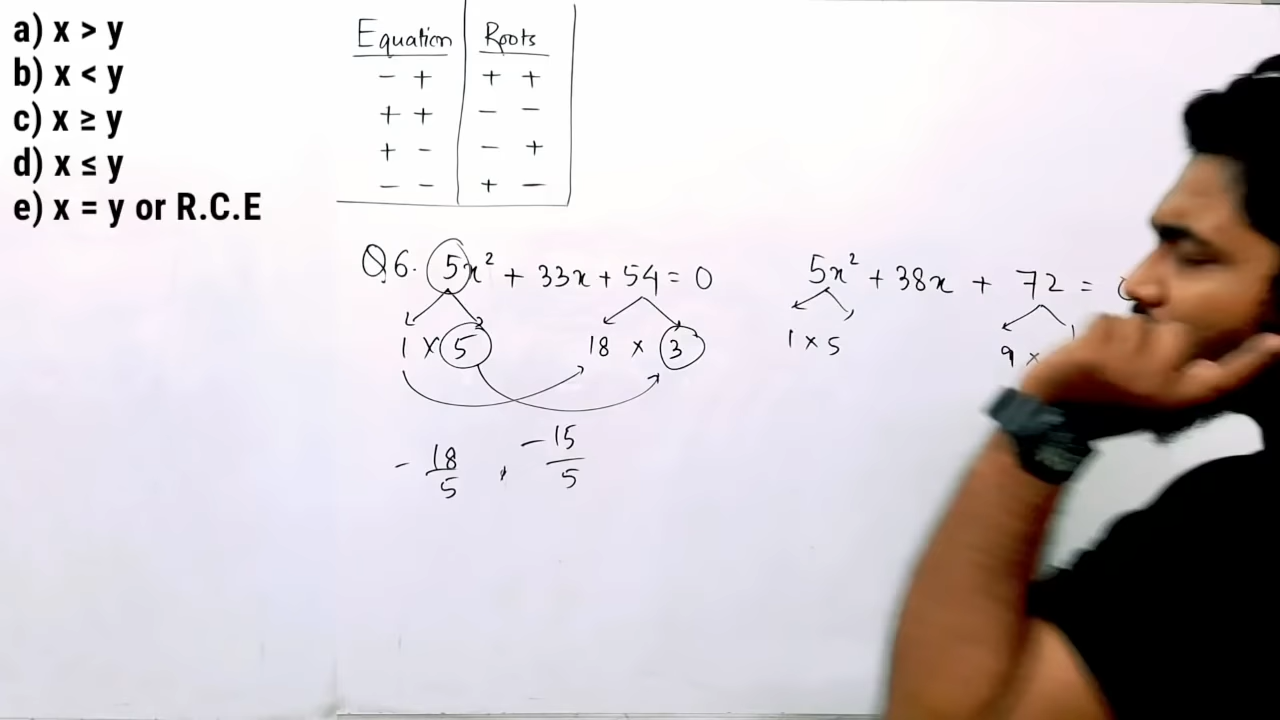 a) x > y
b) x < y
c) x ≥ y
d) x ≤ y
e) x = y or R.C.E
Equation Roots
- + + +
+ + - -
+ - - +
- - + -
Q6. 5x² + 33x + 54 = 0
1 × 5 18 × 3
- 18/5 , - 15/5
5x² + 38x + 72 =
1 × 5 9 ×